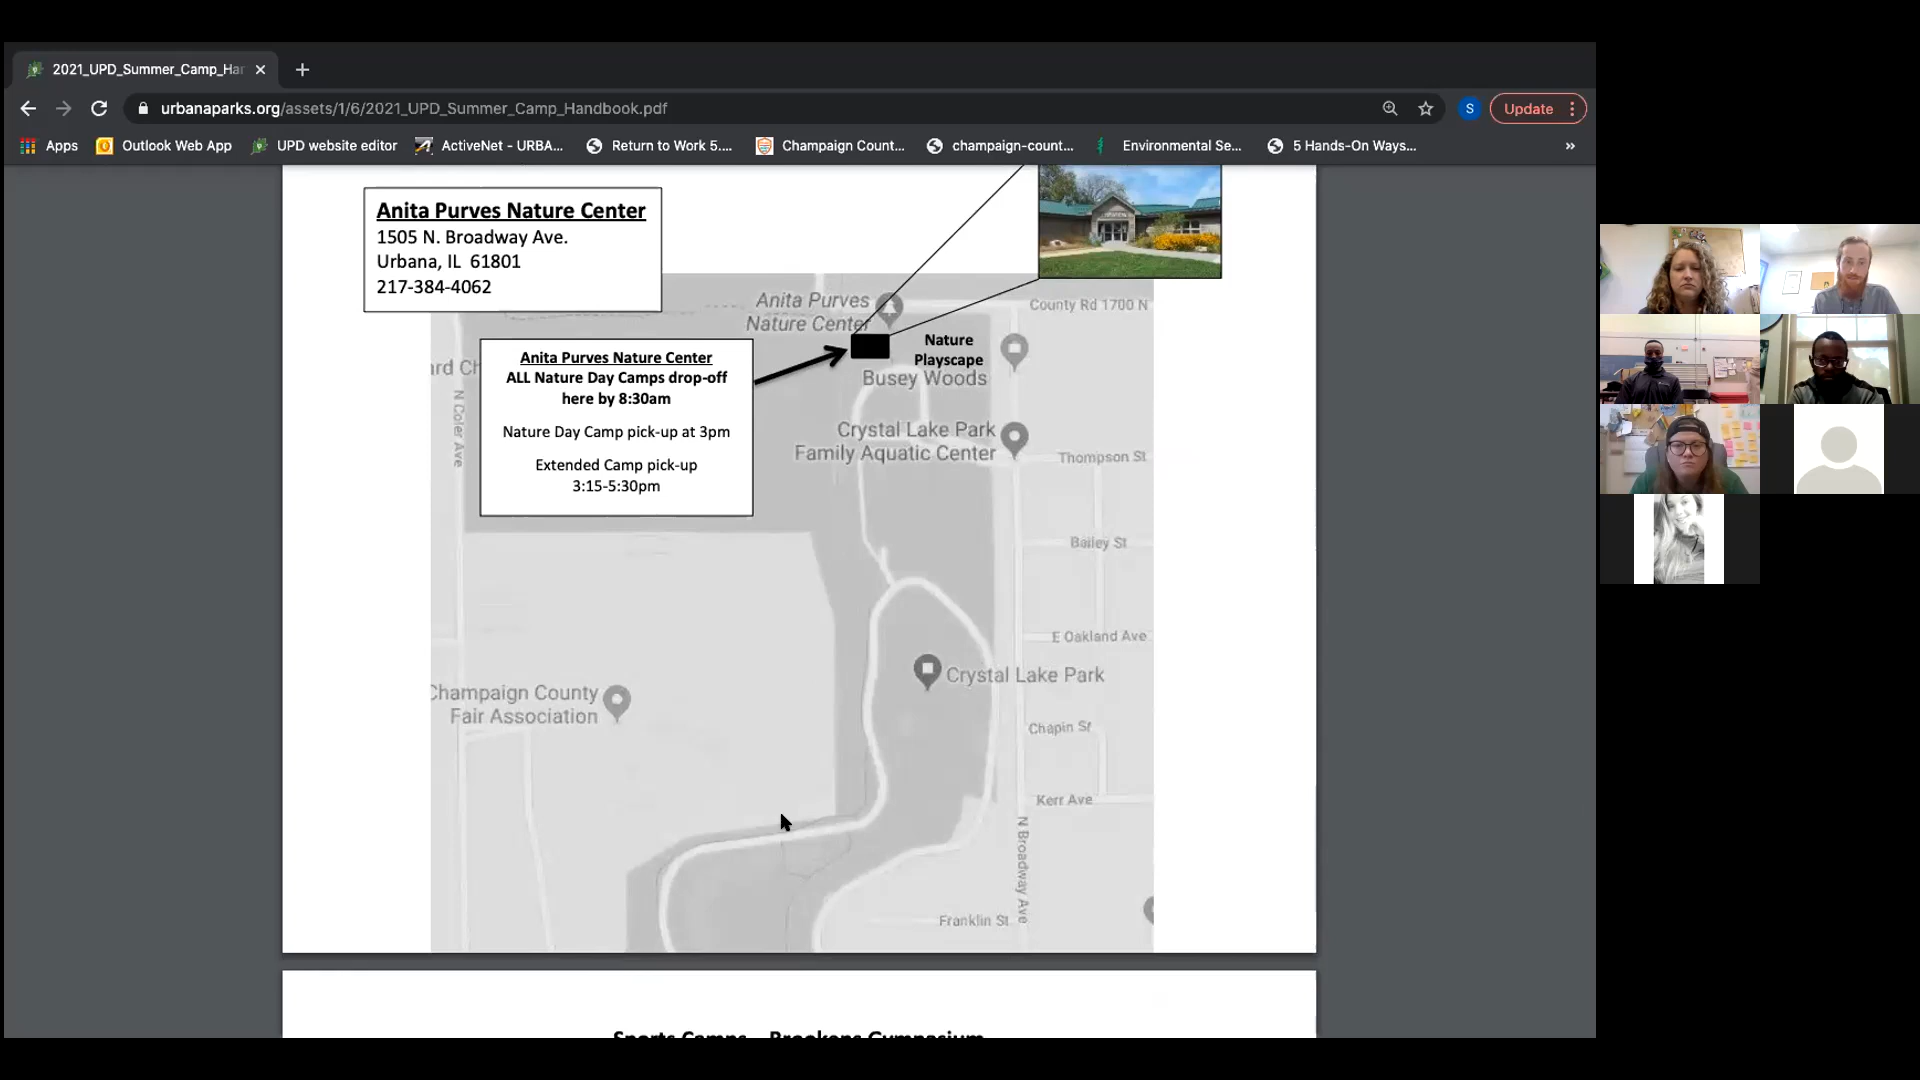 2021_UPD_Summer_Camp_Har
urbanaparks.org/assets/1/6/2021_UPD_Summer_Camp_Handbook.pdf
S
Update
Apps
Outlook Web App
UPD website editor
ActiveNet - URBA...
Return to Work 5....
Champaign Count...
champaign-count...
Environmental Se...
5 Hands-On Ways...
»
Anita Purves Nature Center
1505 N. Broadway Ave.
Urbana, IL 61801
217-384-4062
Anita Purves
Nature Center
County Rd 1700 N
Nature
Playscape
Busey Woods
ard Ch
N Coler Ave
Anita Purves Nature Center
ALL Nature Day Camps drop-off
here by 8:30am
Nature Day Camp pick-up at 3pm
Extended Camp pick-up
3:15-5:30pm
Crystal Lake Park
Family Aquatic Center
Thompson St
Bailey St
E Oakland Ave
Crystal Lake Park
Champaign County
Fair Association
Chapin St
Kerr Ave
N Broadway Ave
Franklin St
Sports Camps – Brookens Gymnasium